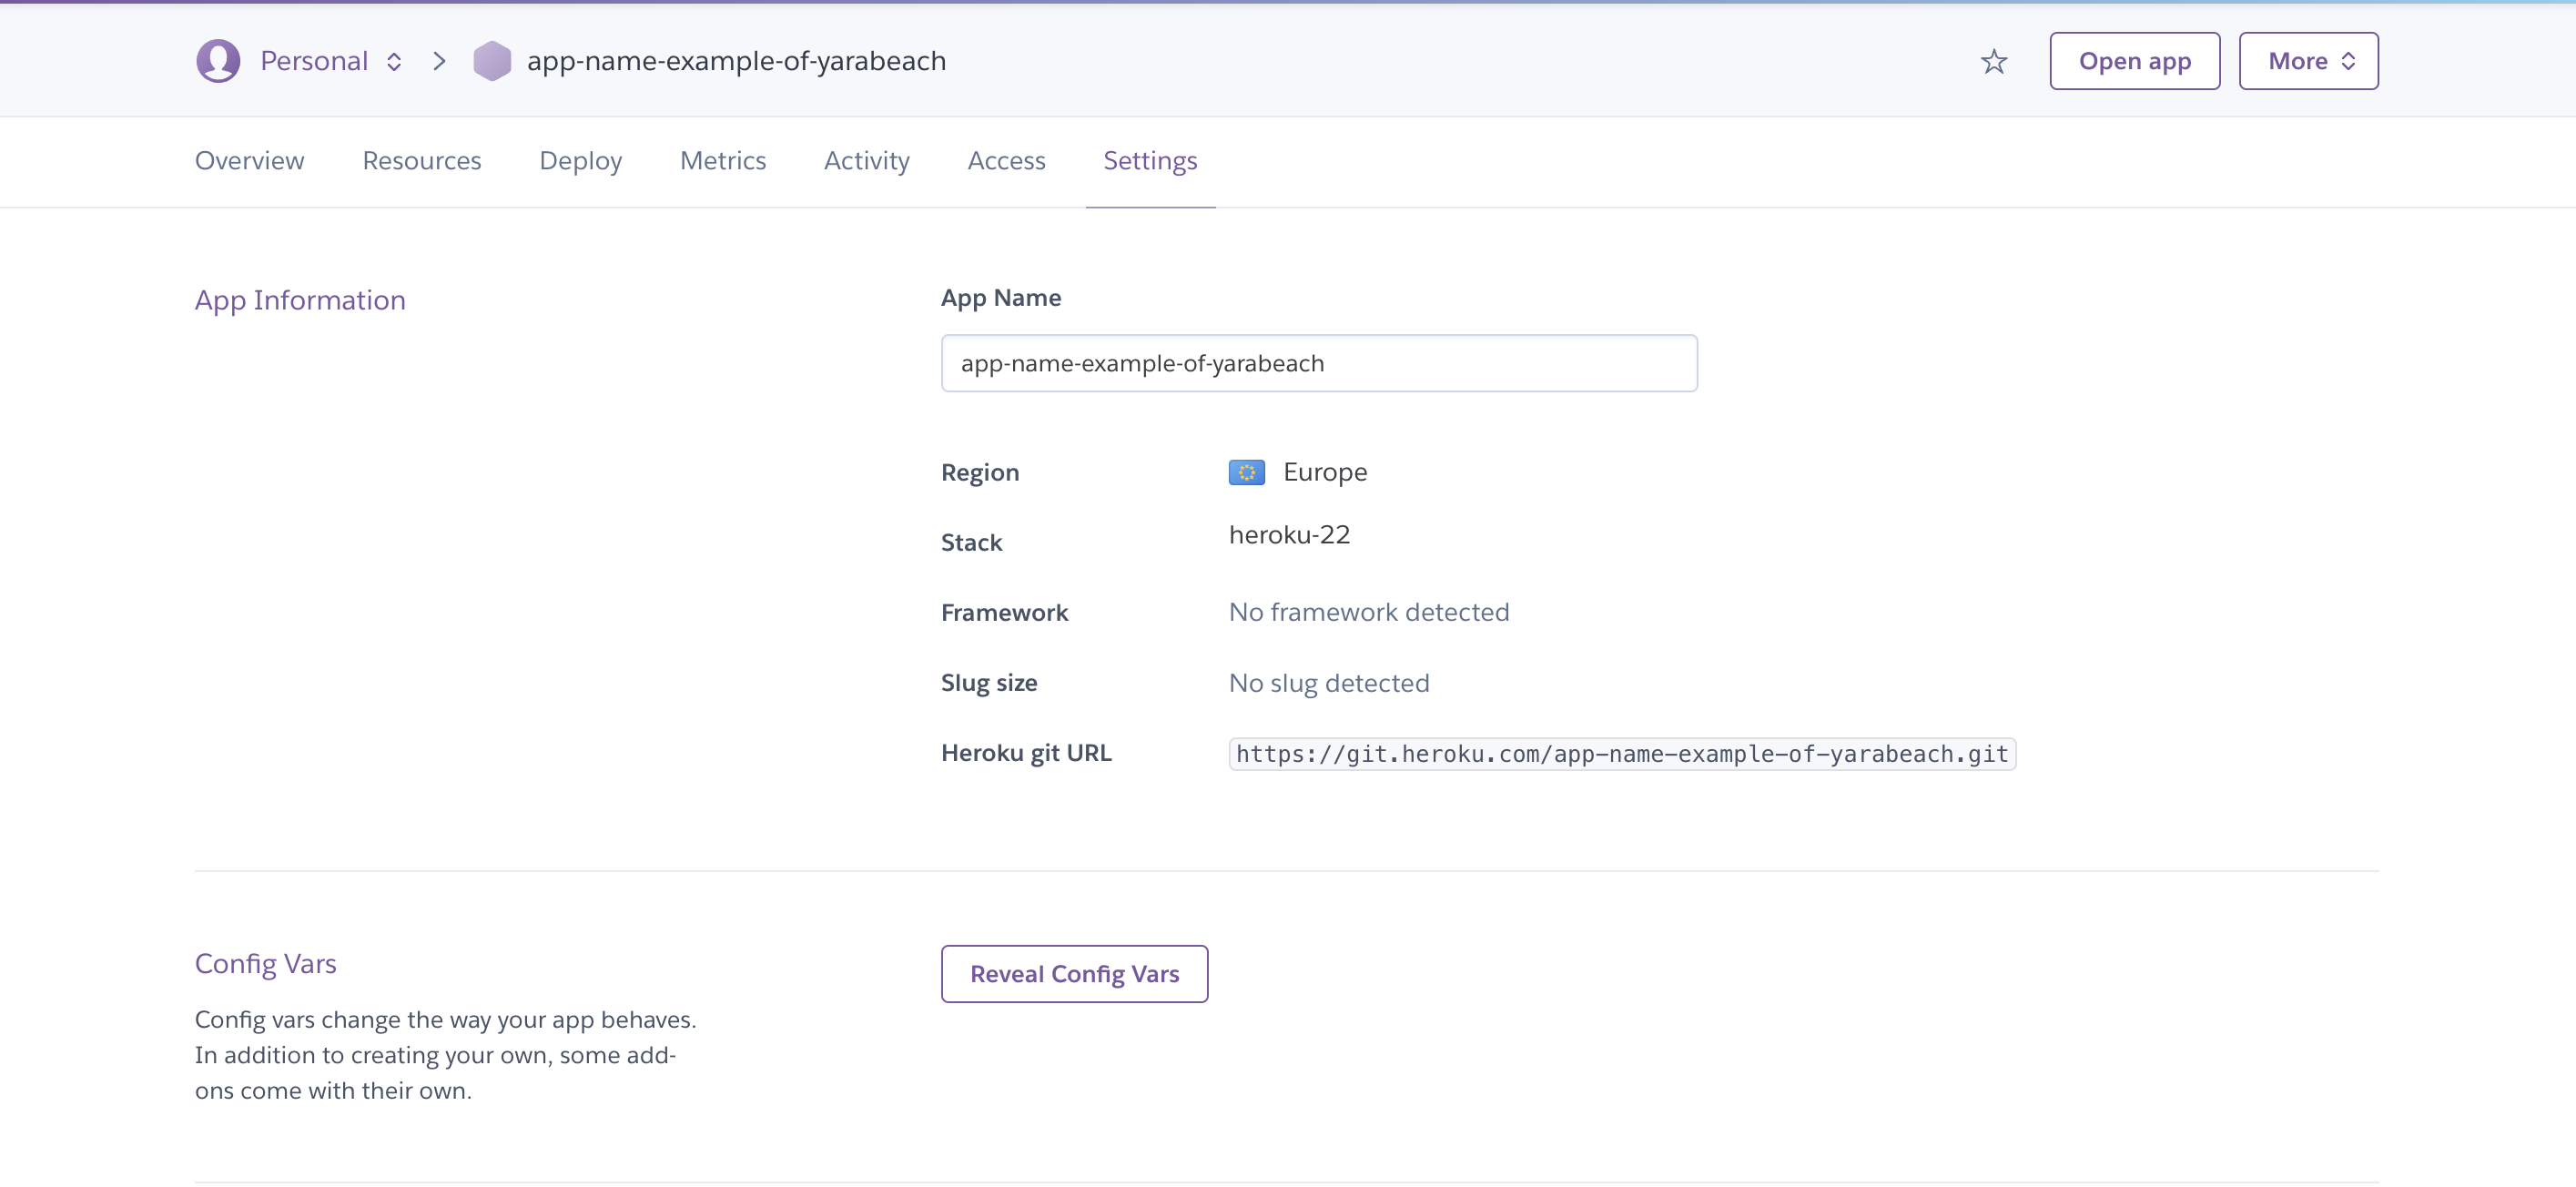 Personal
app-name-example-of-yarabeach
Open app
More
Overview
Resources
Deploy
Metrics
Activity
Access
Settings
App Information
App Name
app-name-example-of-yarabeach
Region
Europe
Stack
heroku-22
Framework
No framework detected
Slug size
No slug detected
Heroku git URL
https://git.heroku.com/app-name-example-of-yarabeach.git
Config Vars
Config vars change the way your app behaves.
In addition to creating your own, some add-
ons come with their own.
Reveal Config Vars